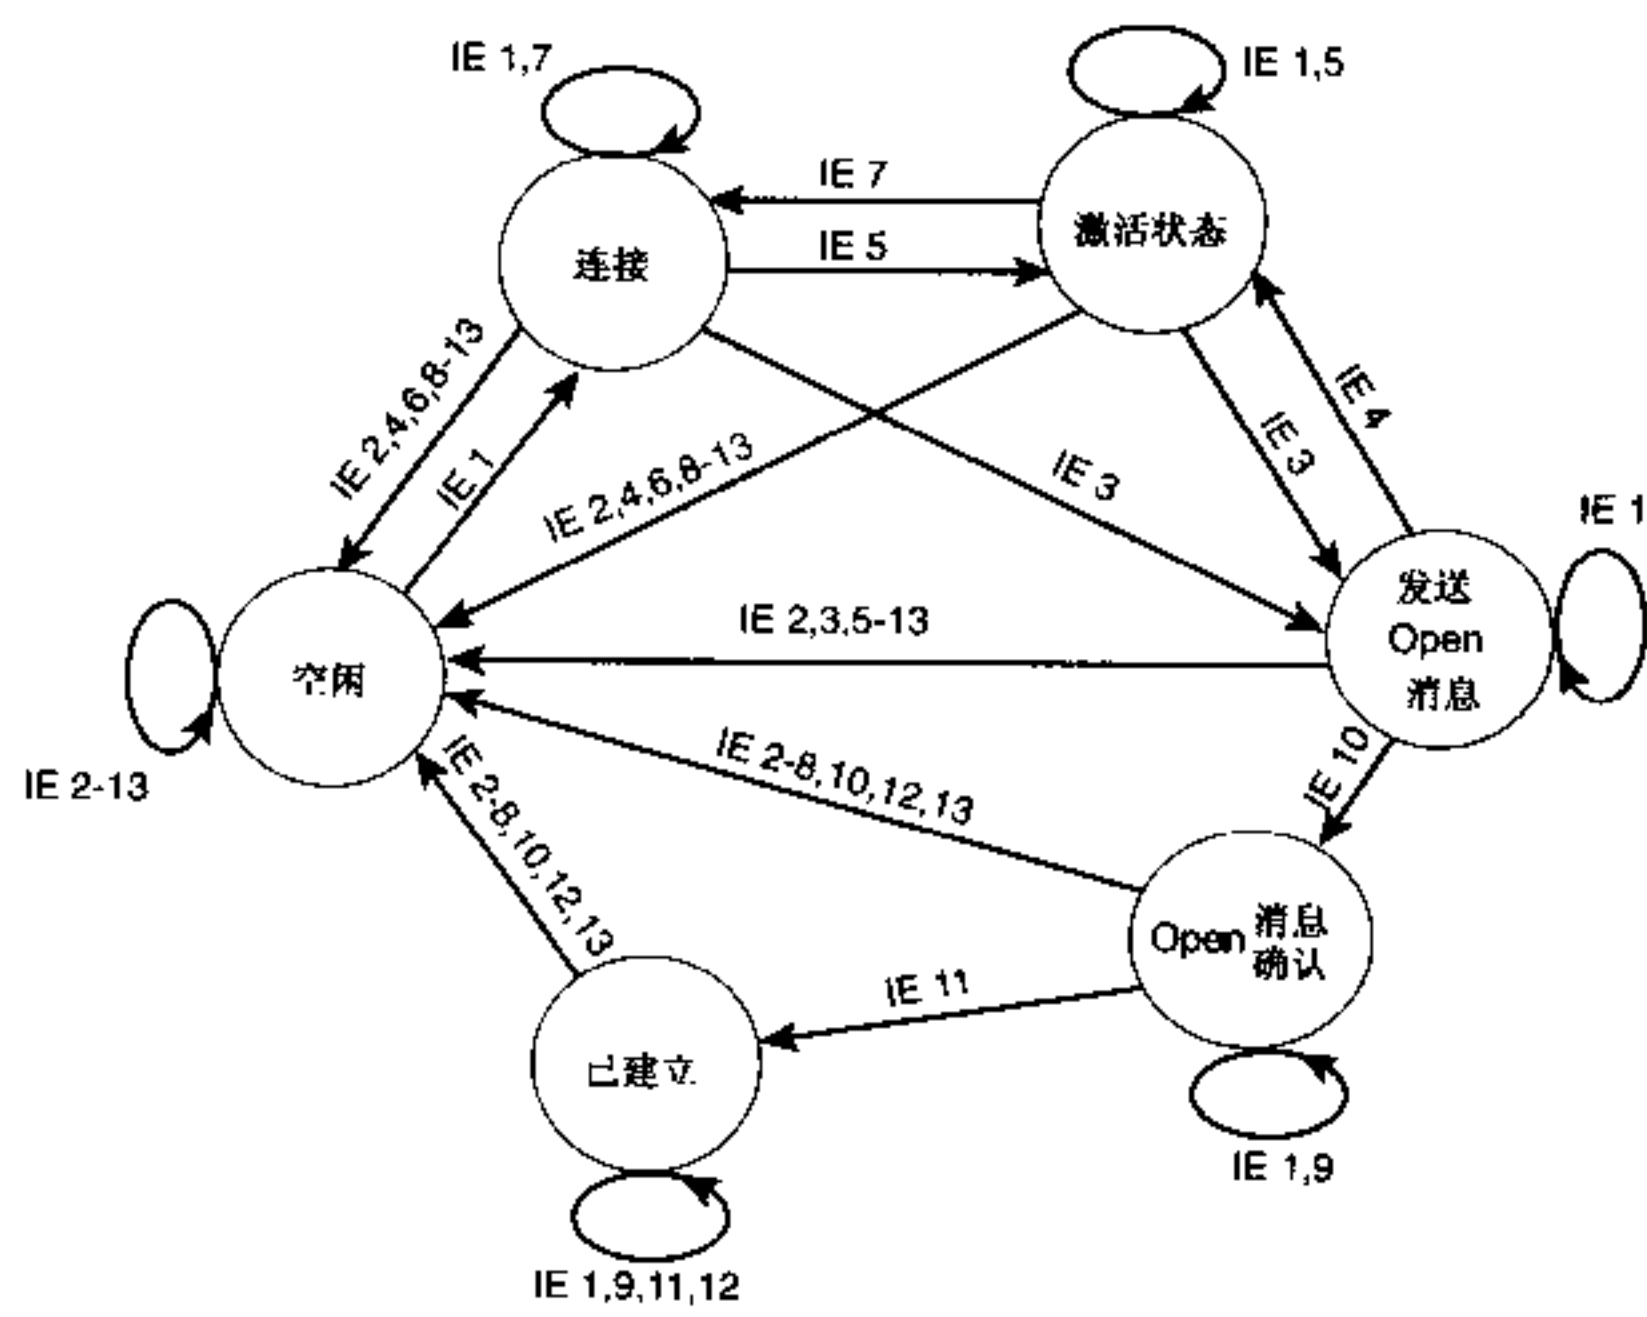 IE 1,7
IE 1,5
IE 7
激活状态
IE 5
连接
IE 2,4,6,8-13
IE 1
IE 2,4,6,8-13
IE 3
IE 3
IE 4
IE 1
发送
Open
消息
IE 2,3,5-13
空闲
IE 2-13
IE 2-8,10,12,13
IE 2-8,10,12,13
IE 10
Open 消息
确认
IE 11
已建立
IE 1,9
IE 1,9,11,12